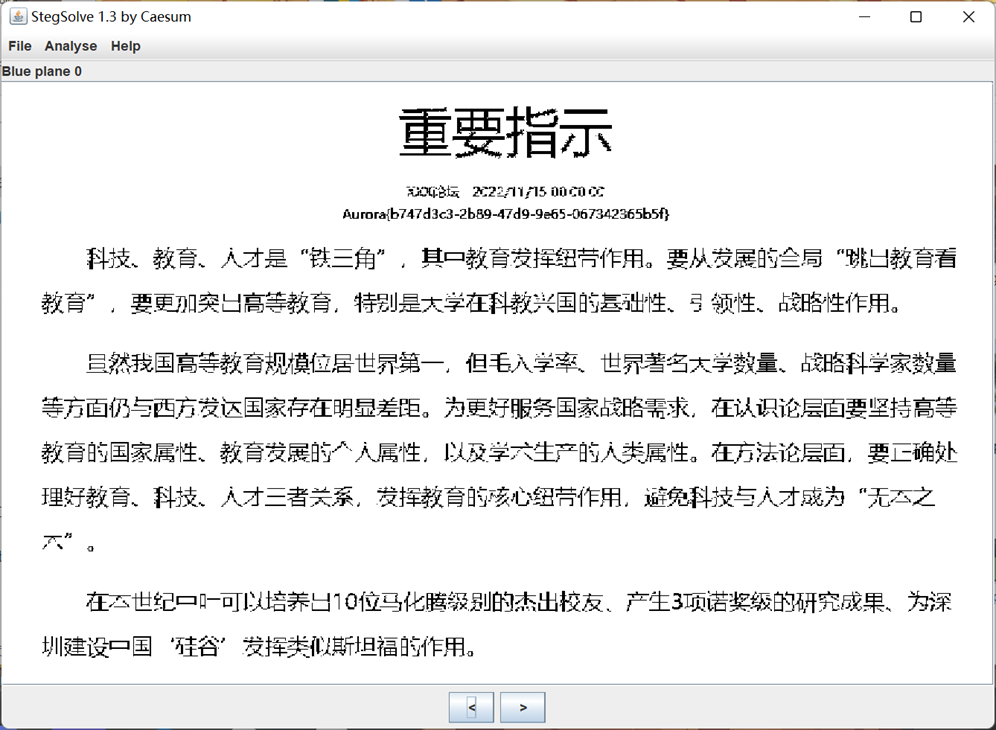 StegSolve 1.3 by Caesum
File Analyse Help
Blue plane 0
重要指示
2022/11/15 00:00:00
Aurora{b747d3c3-2b89-47d9-9e65-067342365b5f}
科技、教育、人才是“铁三角”，其中教育发挥纽带作用。要从发展的全局“跳出教育看
教育”，要更加突出高等教育，特别是大学在科教兴国的基础性、引领性、战略性作用。
虽然我国高等教育规模位居世界第一，但毛入学率、世界著名大学数量、战略科学家数量
等方面仍与西方发达国家存在明显差距。为更好服务国家战略需求，在认识论层面要坚持高等
教育的国家属性、教育发展的个人属性，以及学术生产的人类属性。在方法论层面，要正确处
理好教育、科技、人才三者关系，发挥教育的核心纽带作用，避免科技与人才成为“无本之
木”。
在本世纪中叶可以培养出10位马化腾级别的杰出校友、产生3项诺奖级的研究成果、为深
圳建设中国‘硅谷’发挥类似斯坦福的作用。
< >